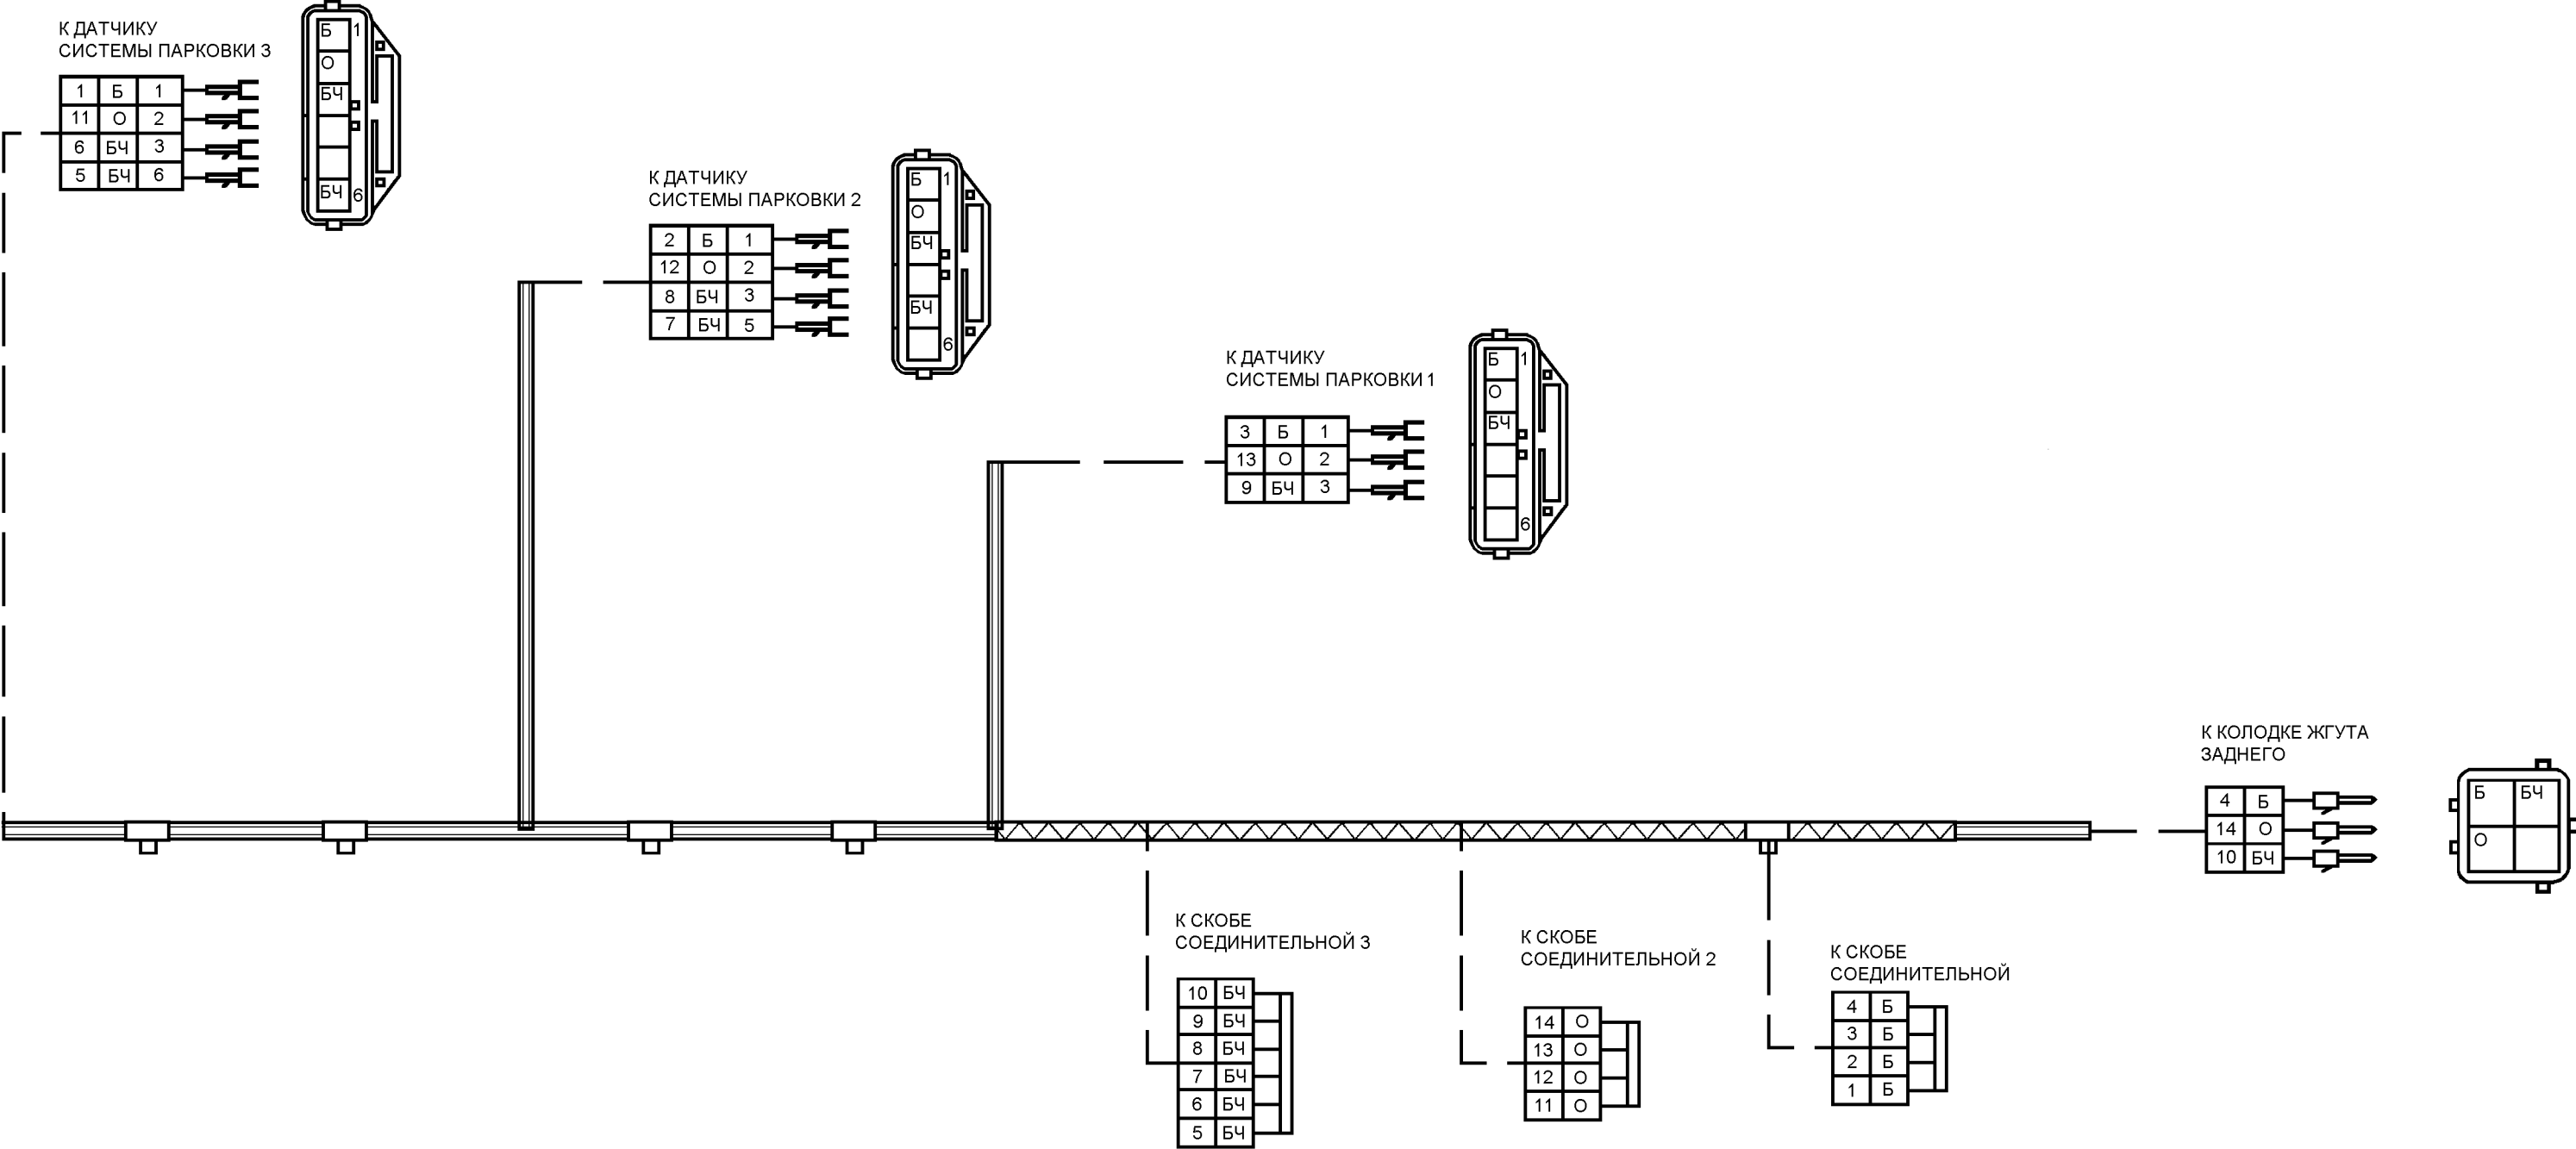 К ДАТЧИКУ
СИСТЕМЫ ПАРКОВКИ 3
1 Б 1
11 О 2
6 БЧ 3
5 БЧ 6
Б 1
О
БЧ
БЧ 6
К ДАТЧИКУ
СИСТЕМЫ ПАРКОВКИ 2
2 Б 1
12 О 2
8 БЧ 3
7 БЧ 5
Б 1
О
БЧ
БЧ
6
К ДАТЧИКУ
СИСТЕМЫ ПАРКОВКИ 1
3 Б 1
13 О 2
9 БЧ 3
Б 1
О
БЧ
6
К КОЛОДКЕ ЖГУТА
ЗАДНЕГО
4 Б
14 О
10 БЧ
Б БЧ
О
К СКОБЕ
СОЕДИНИТЕЛЬНОЙ 3
10 БЧ
9 БЧ
8 БЧ
7 БЧ
6 БЧ
5 БЧ
К СКОБЕ
СОЕДИНИТЕЛЬНОЙ 2
14 О
13 О
12 О
11 О
К СКОБЕ
СОЕДИНИТЕЛЬНОЙ
4 Б
3 Б
2 Б
1 Б